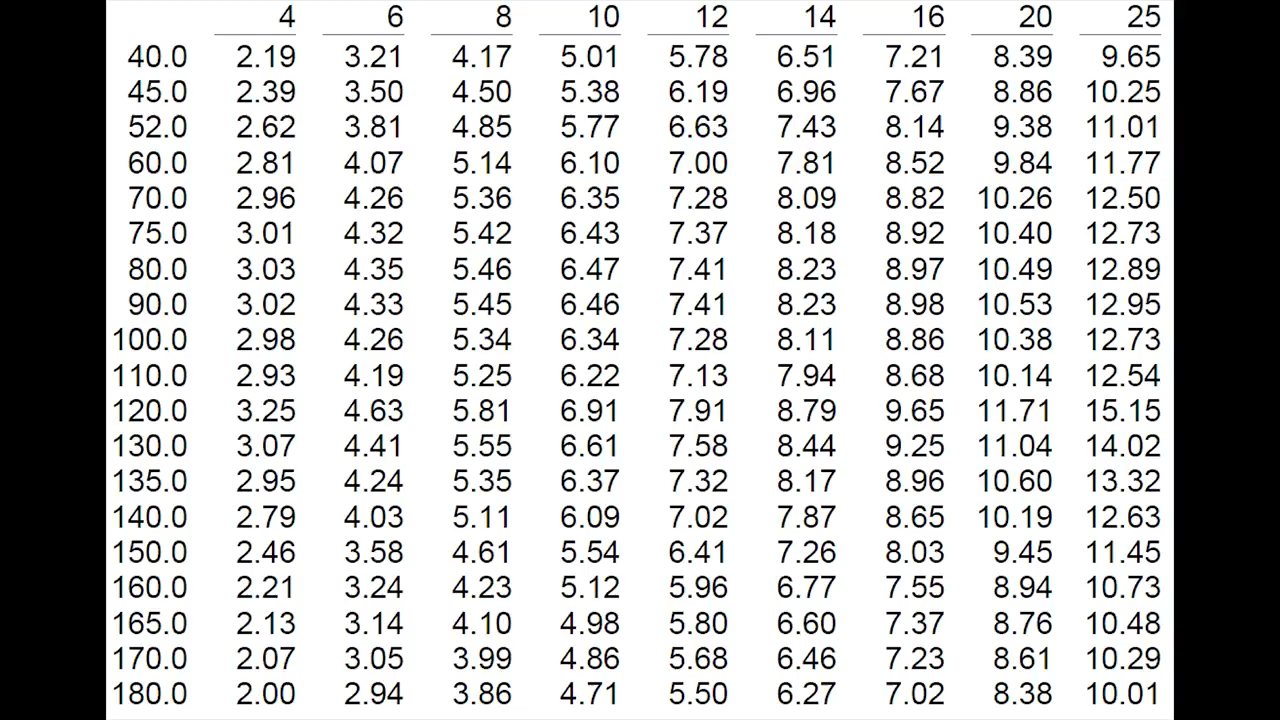 4 6 8 10 12 14 16 20 25
40.0 2.19 3.21 4.17 5.01 5.78 6.51 7.21 8.39 9.65
45.0 2.39 3.50 4.50 5.38 6.19 6.96 7.67 8.86 10.25
52.0 2.62 3.81 4.85 5.77 6.63 7.43 8.14 9.38 11.01
60.0 2.81 4.07 5.14 6.10 7.00 7.81 8.52 9.84 11.77
70.0 2.96 4.26 5.36 6.35 7.28 8.09 8.82 10.26 12.50
75.0 3.01 4.32 5.42 6.43 7.37 8.18 8.92 10.40 12.73
80.0 3.03 4.35 5.46 6.47 7.41 8.23 8.97 10.49 12.89
90.0 3.02 4.33 5.45 6.46 7.41 8.23 8.98 10.53 12.95
100.0 2.98 4.26 5.34 6.34 7.28 8.11 8.86 10.38 12.73
110.0 2.93 4.19 5.25 6.22 7.13 7.94 8.68 10.14 12.54
120.0 3.25 4.63 5.81 6.91 7.91 8.79 9.65 11.71 15.15
130.0 3.07 4.41 5.55 6.61 7.58 8.44 9.25 11.04 14.02
135.0 2.95 4.24 5.35 6.37 7.32 8.17 8.96 10.60 13.32
140.0 2.79 4.03 5.11 6.09 7.02 7.87 8.65 10.19 12.63
150.0 2.46 3.58 4.61 5.54 6.41 7.26 8.03 9.45 11.45
160.0 2.21 3.24 4.23 5.12 5.96 6.77 7.55 8.94 10.73
165.0 2.13 3.14 4.10 4.98 5.80 6.60 7.37 8.76 10.48
170.0 2.07 3.05 3.99 4.86 5.68 6.46 7.23 8.61 10.29
180.0 2.00 2.94 3.86 4.71 5.50 6.27 7.02 8.38 10.01